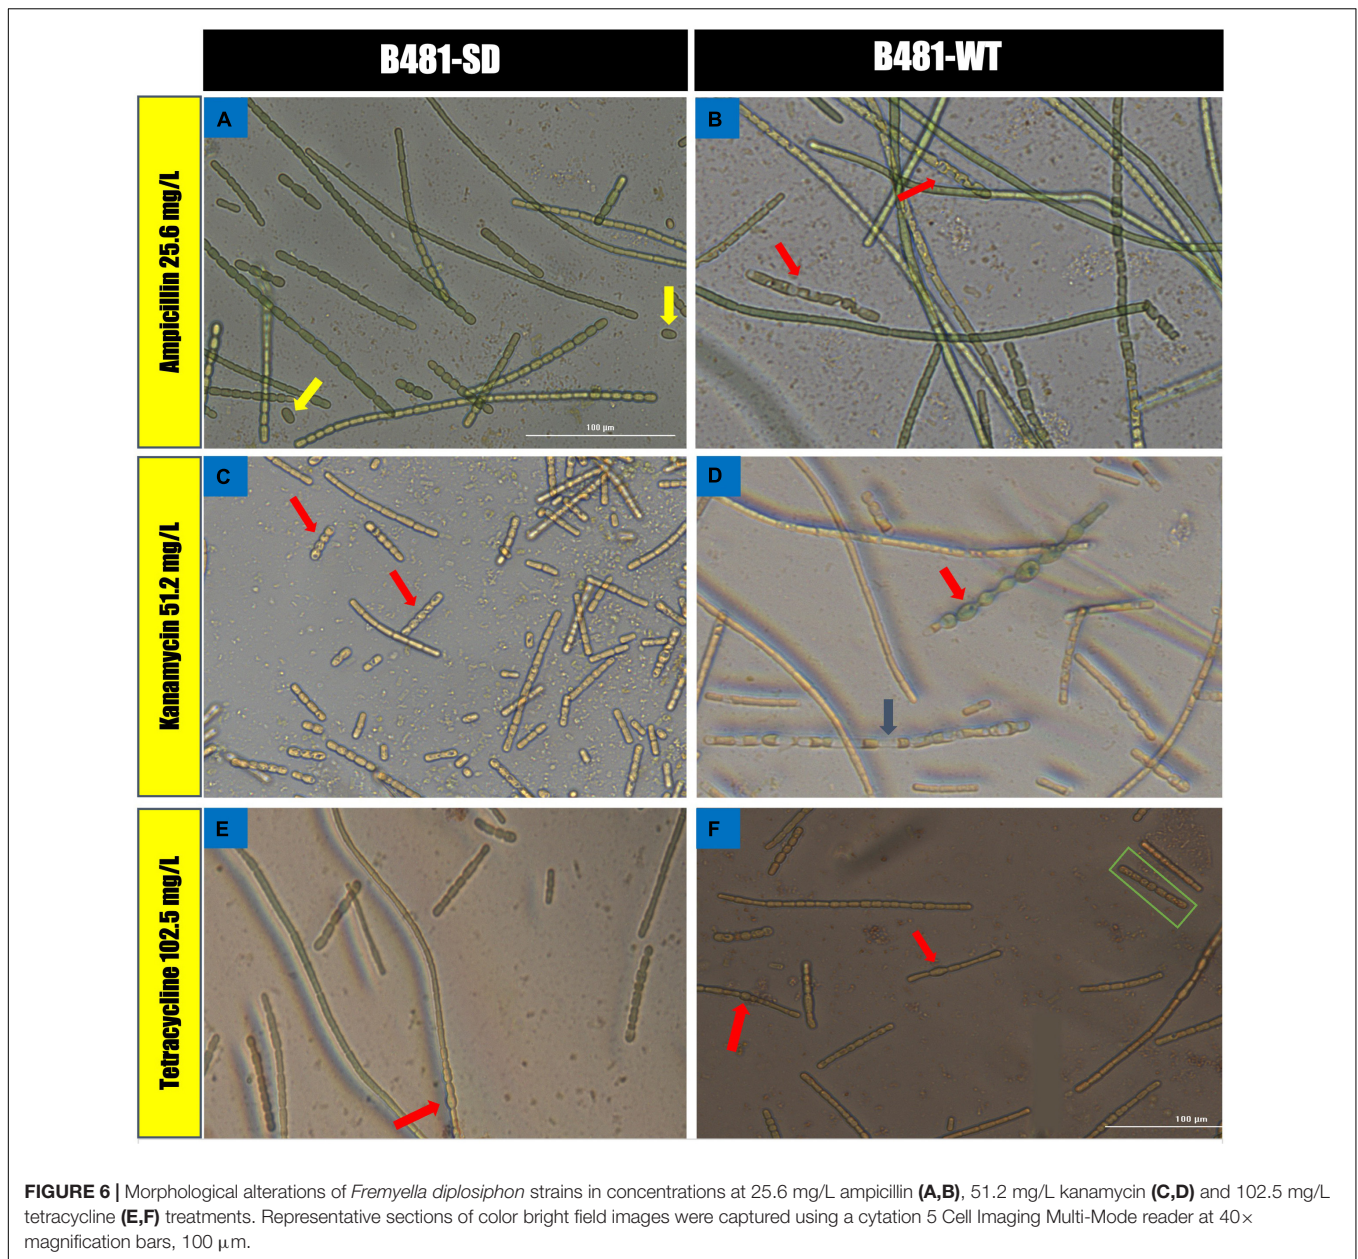 B481-SD
B481-WT
Ampicillin 25.6 mg/L
A
100 µm
B
Kanamycin 51.2 mg/L
C
D
Tetracycline 102.5 mg/L
E
F
100 µm
FIGURE 6 | Morphological alterations of Fremyella diplosiphon strains in concentrations at 25.6 mg/L ampicillin (A,B), 51.2 mg/L kanamycin (C,D) and 102.5 mg/L
tetracycline (E,F) treatments. Representative sections of color bright field images were captured using a cytation 5 Cell Imaging Multi-Mode reader at 40×
magnification bars, 100 µm.